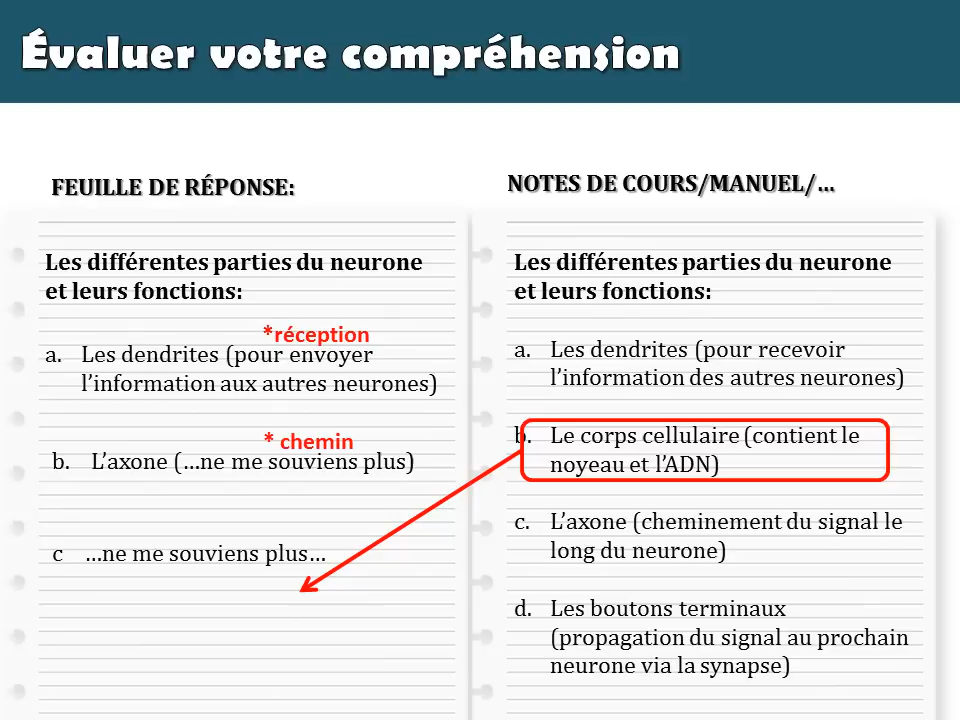 Évaluer votre compréhension
FEUILLE DE RÉPONSE:
Les différentes parties du neurone
et leurs fonctions:
*réception
a. Les dendrites (pour envoyer
l'information aux autres neurones)
* chemin
b. L'axone (…ne me souviens plus)
c …ne me souviens plus…
NOTES DE COURS/MANUEL/…
Les différentes parties du neurone
et leurs fonctions:
a. Les dendrites (pour recevoir
l'information des autres neurones)
b. Le corps cellulaire (contient le
noyeau et l'ADN)
c. L'axone (cheminement du signal le
long du neurone)
d. Les boutons terminaux
(propagation du signal au prochain
neurone via la synapse)